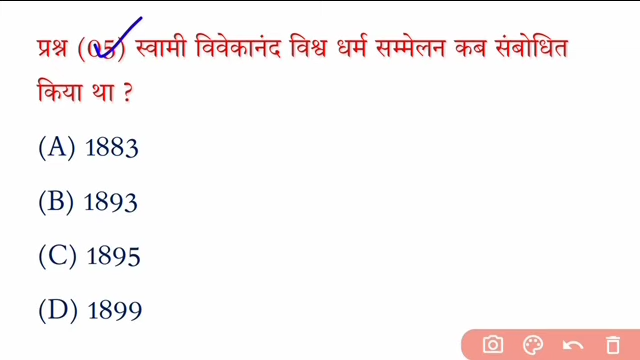 प्रश्न (05) स्वामी विवेकानंद विश्व धर्म सम्मेलन कब संबोधित
किया था ?
(A) 1883
(B) 1893
(C) 1895
(D) 1899